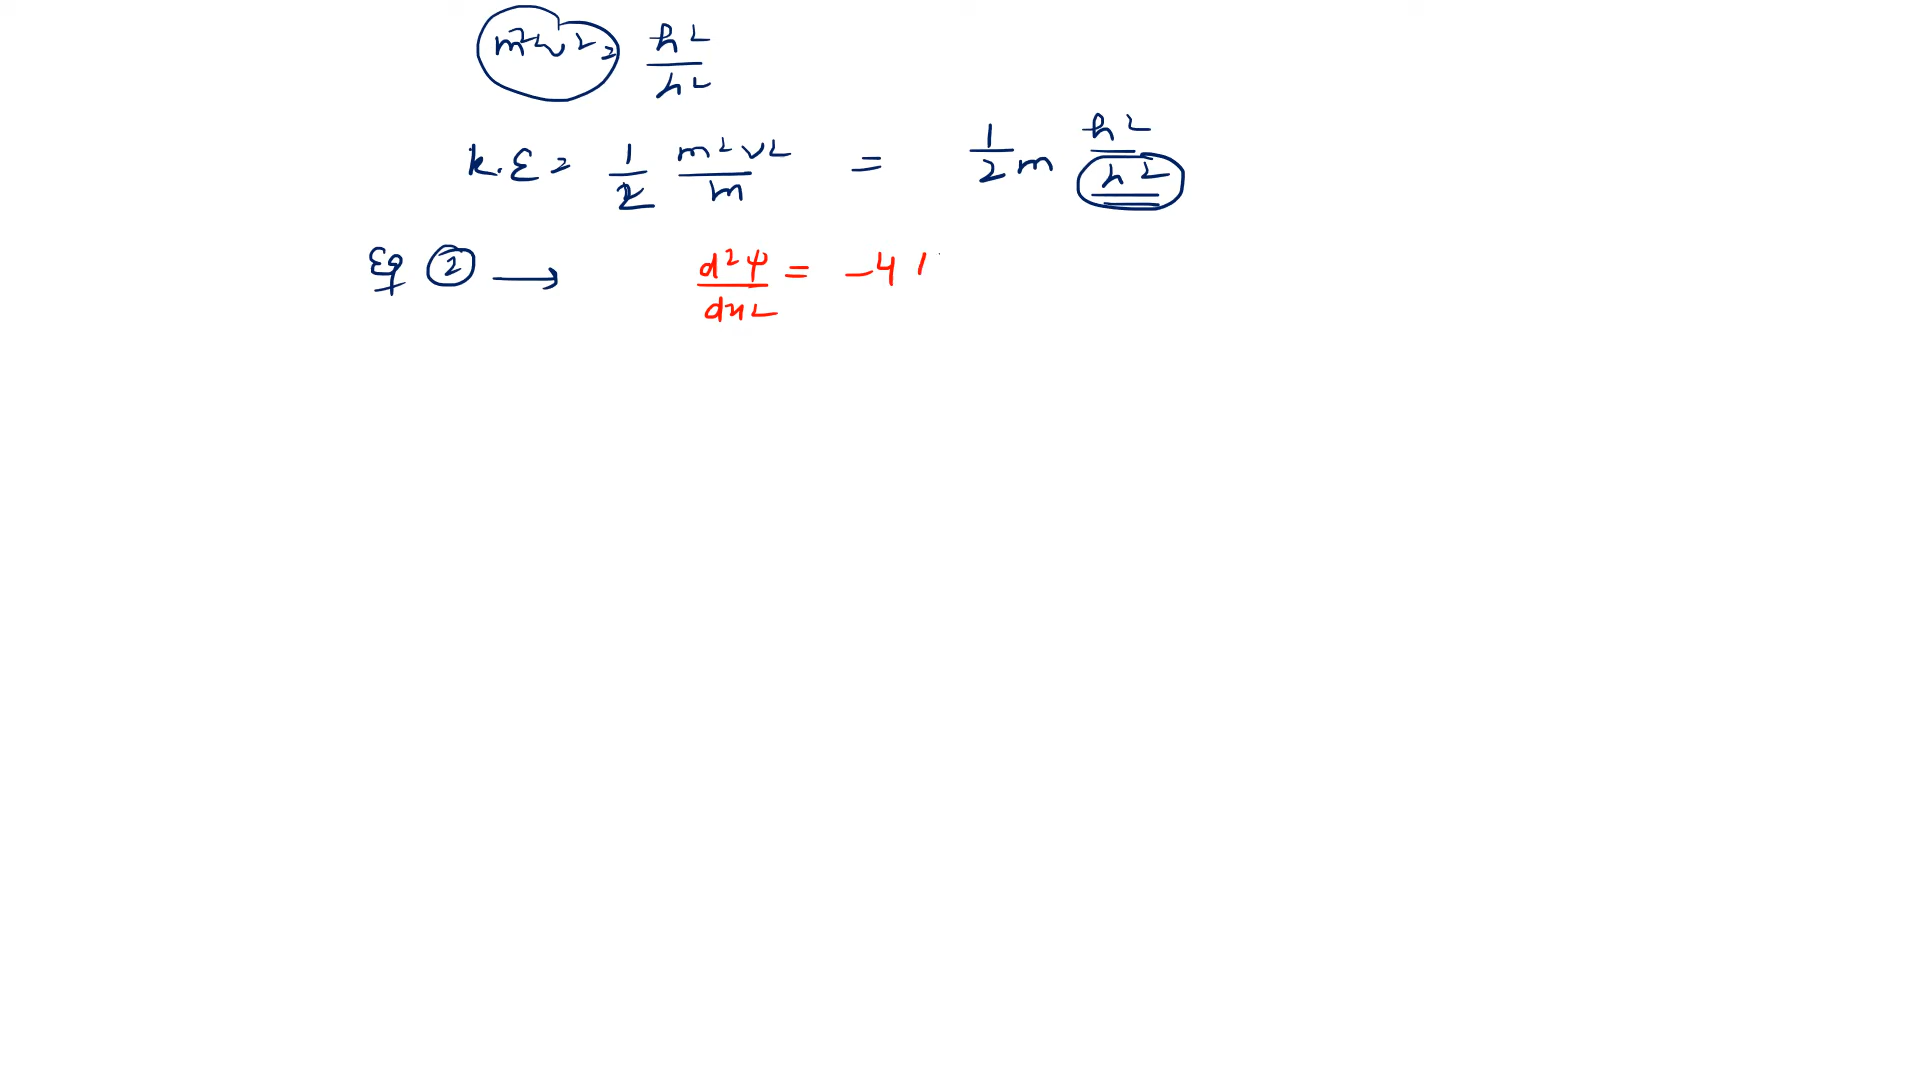 m²v² = h²/λ²
k.E = 1/2 m²v²/m = 1/2m h²/λ²
Eq ② → d²ψ/dx² = -4